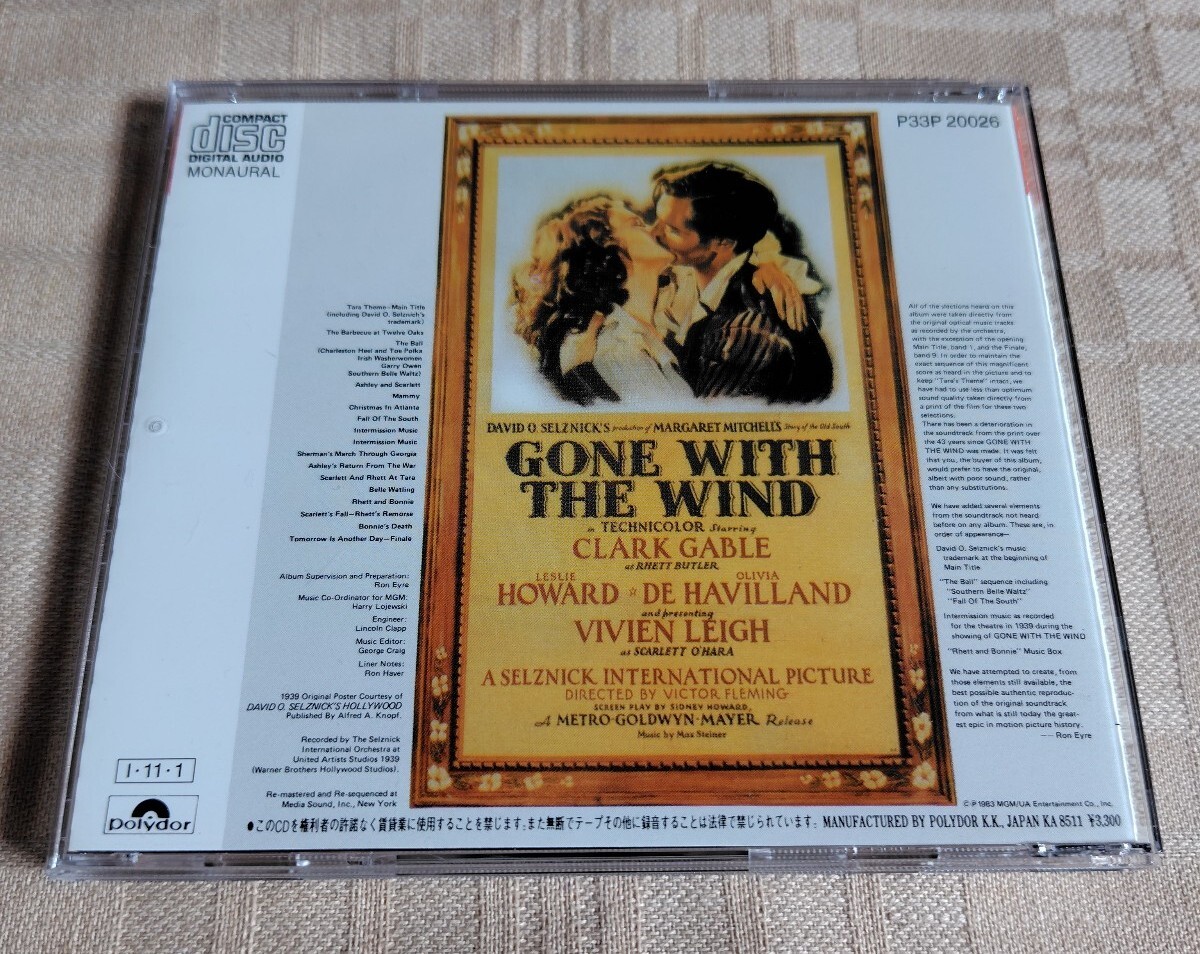 COMPACT
disc
DIGITAL AUDIO
MONAURAL
P33P 20026
Tara Theme–Main Title
(including David O. Selznick's
trademark)
The Barbecue at Twelve Oaks
The Ball
(Charleston Heel and Toe Polka
Irish Washerwomen
Garry Owen
Southern Belle Waltz)
Ashley and Scarlett
Mammy
Christmas In Atlanta
Fall Of The South
Intermission Music
Intermission Music
Sherman's March Through Georgia
Ashley's Return From The War
Scarlett And Rhett At Tara
Belle Watling
Rhett and Bonnie
Scarlett's Fall—Rhett's Remorse
Bonnie's Death
Tomorrow Is Another Day—Finale
Album Supervision and Preparation:
Ron Eyre
Music Co-Ordinator for MGM:
Harry Lojewski
Engineer:
Lincoln Clapp
Music Editor:
George Craig
Liner Notes:
Ron Haver
1939 Original Poster Courtesy of
DAVID O. SELZNICK'S HOLLYWOOD
Published By Alfred A. Knopf.
Recorded by The Selznick
International Orchestra at
United Artists Studios 1939
(Warner Brothers Hollywood Studios).
Re-mastered and Re-sequenced at
Media Sound, Inc., New York
I·11·1
polydor
DAVID O. SELZNICK'S production of MARGARET MITCHELL'S Story of the Old South
GONE WITH
THE WIND
in TECHNICOLOR Starring
CLARK GABLE
as RHETT BUTLER
LESLIE OLIVIA
HOWARD ☆ DE HAVILLAND
and presenting
VIVIEN LEIGH
as SCARLETT O'HARA
A SELZNICK INTERNATIONAL PICTURE
DIRECTED BY VICTOR FLEMING
SCREEN PLAY BY SIDNEY HOWARD,
A METRO-GOLDWYN-MAYER Release
Music by Max Steiner
All of the slections heard on this
album were taken directly from
the original optical music tracks
as recorded by the orchestra,
with the exception of the opening
Main Title, band 1, and the Finale,
band 9. In order to maintain the
exact sequence of this magnificent
score as heard in the picture and to
keep "Tara's Theme" intact, we
have had to use less than optimum
sound quality taken directly from
a print of the film for these two
selections.
There has been a deterioration in
the soundtrack from the print over
the 43 years since GONE WITH
THE WIND was made. It was felt
that you, the buyer of this album,
would prefer to have the original,
albeit with poor sound, rather
than any substitutions.
We have added several elements
from the soundtrack not heard
before on any album. These are, in
order of appearance—
David O. Selznick's music
trademark at the beginning of
Main Title
"The Ball" sequence including
"Southern Belle Waltz"
"Fall Of The South"
Intermission music as recorded
for the theatre in 1939 during the
showing of GONE WITH THE WIND
"Rhett and Bonnie" Music Box
We have attempted to create, from
those elements still available, the
best possible authentic reproduc-
tion of the original soundtrack
from what is still today the great-
est epic in motion picture history.
—— Ron Eyre
©℗1983 MGM/UA Entertainment Co., Inc.
●このCDを権利者の許諾なく賃貸業に使用することを禁じます。また無断でテープその他に録音することは法律で禁じられています。 MANUFACTURED BY POLYDOR K.K., JAPAN KA 8511 ¥3,300